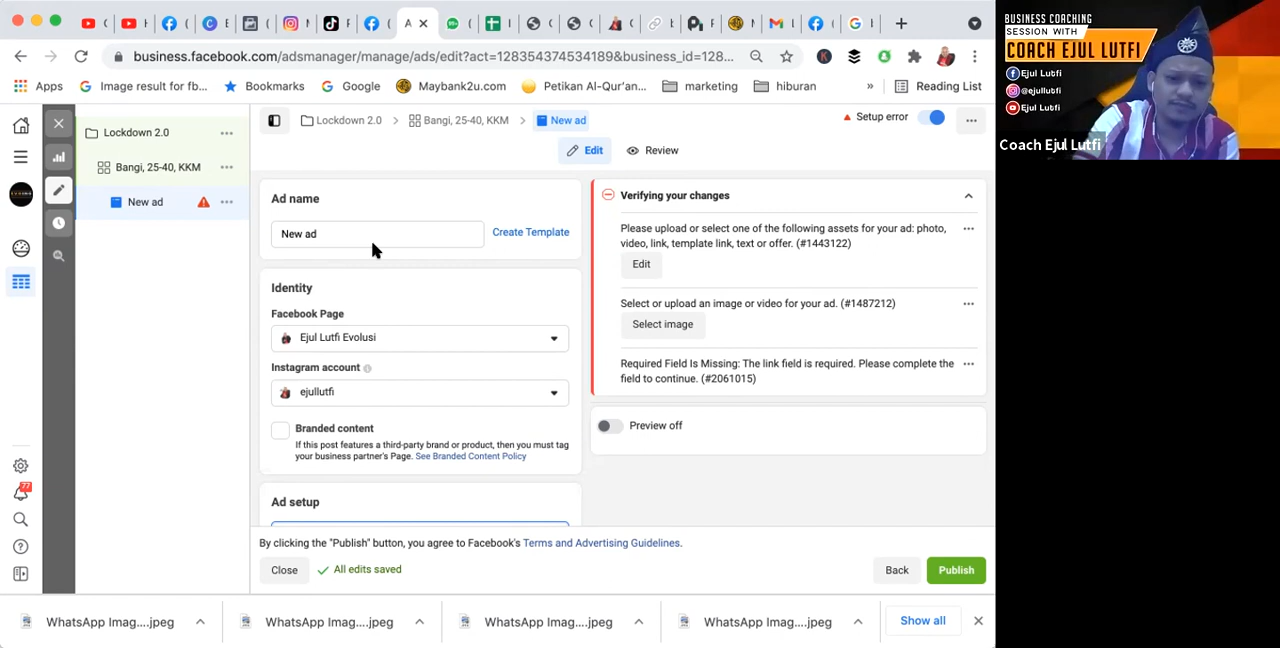 business.facebook.com/adsmanager/manage/ads/edit?act=128354374534189&business_id=128...
Apps
Image result for fb...
Bookmarks
Google
Maybank2u.com
Petikan Al-Qur'an...
marketing
hiburan
»
Reading List
Lockdown 2.0
Bangi, 25-40, KKM
New ad
Lockdown 2.0 > Bangi, 25-40, KKM > New ad
Setup error
Edit
Review
Ad name
New ad
Create Template
Identity
Facebook Page
Ejul Lutfi Evolusi
Instagram account
ejullutfi
Branded content
If this post features a third-party brand or product, then you must tag
your business partner's Page. See Branded Content Policy
Ad setup
Verifying your changes
Please upload or select one of the following assets for your ad: photo,
video, link, template link, text or offer. (#1443122)
Edit
Select or upload an image or video for your ad. (#1487212)
Select image
Required Field Is Missing: The link field is required. Please complete the
field to continue. (#2061015)
Preview off
By clicking the "Publish" button, you agree to Facebook's Terms and Advertising Guidelines.
Close
All edits saved
Back
Publish
WhatsApp Imag....jpeg
WhatsApp Imag....jpeg
WhatsApp Imag....jpeg
WhatsApp Imag....jpeg
Show all
BUSINESS COACHING
SESSION WITH
COACH EJUL LUTFI
Ejul Lutfi
@ejullutfi
Ejul Lutfi
Coach Ejul Lutfi